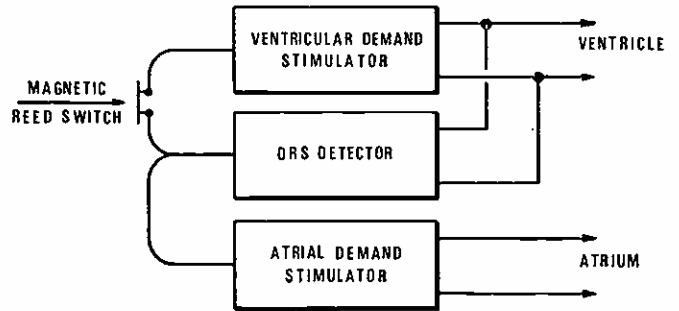 VENTRICULAR DEMAND
STIMULATOR
VENTRICLE
MAGNETIC
REED SWITCH
QRS DETECTOR
ATRIAL DEMAND
STIMULATOR
ATRIUM